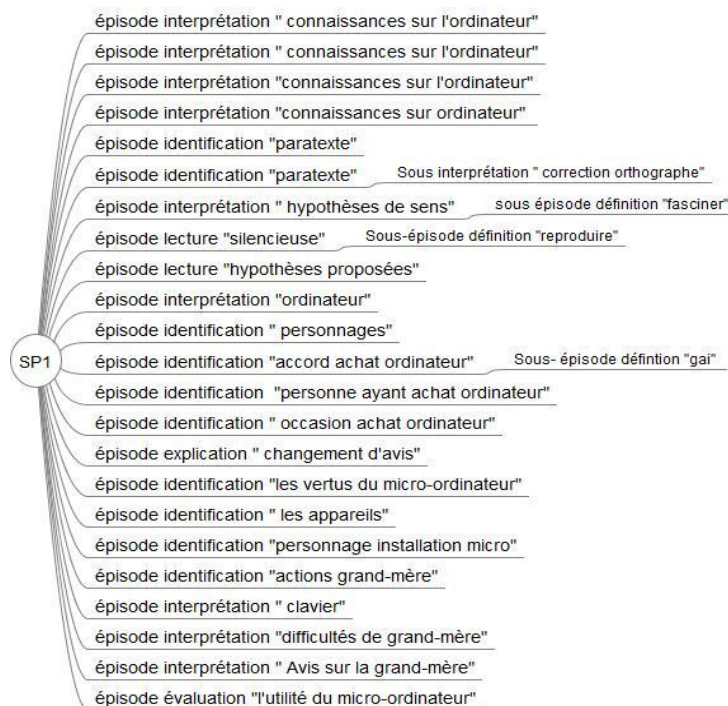 épisode interprétation " connaissances sur l'ordinateur"
épisode interprétation " connaissances sur l'ordinateur"
épisode interprétation "connaissances sur l'ordinateur"
épisode interprétation "connaissances sur ordinateur"
épisode identification "paratexte"
épisode identification "paratexte" Sous interprétation " correction orthographe"
épisode interprétation " hypothèses de sens" sous épisode définition "fasciner"
épisode lecture "silencieuse" Sous-épisode définition "reproduire"
épisode lecture "hypothèses proposées"
épisode interprétation "ordinateur"
épisode identification " personnages"
SP1 épisode identification "accord achat ordinateur" Sous- épisode défintion "gai"
épisode identification "personne ayant achat ordinateur"
épisode identification " occasion achat ordinateur"
épisode explication " changement d'avis"
épisode identification "les vertus du micro-ordinateur"
épisode identification " les appareils"
épisode identification "personnage installation micro"
épisode identification "actions grand-mère"
épisode interprétation " clavier"
épisode interprétation "difficultés de grand-mère"
épisode interprétation " Avis sur la grand-mère"
épisode évaluation "l'utilité du micro-ordinateur"